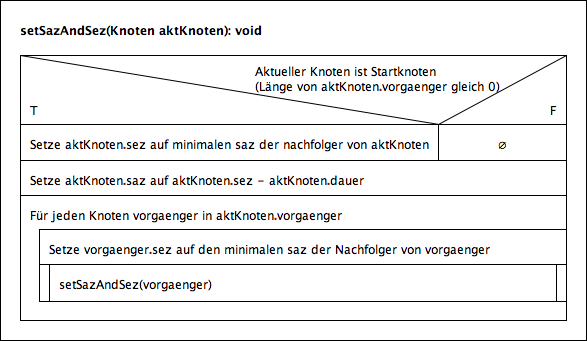 setSazAndSez(Knoten aktKnoten): void
Aktueller Knoten ist Startknoten
(Länge von aktKnoten.vorgaenger gleich 0)
T
F
Setze aktKnoten.sez auf minimalen saz der nachfolger von aktKnoten
∅
Setze aktKnoten.saz auf aktKnoten.sez – aktKnoten.dauer
Für jeden Knoten vorgaenger in aktKnoten.vorgaenger
Setze vorgaenger.sez auf den minimalen saz der Nachfolger von vorgaenger
setSazAndSez(vorgaenger)